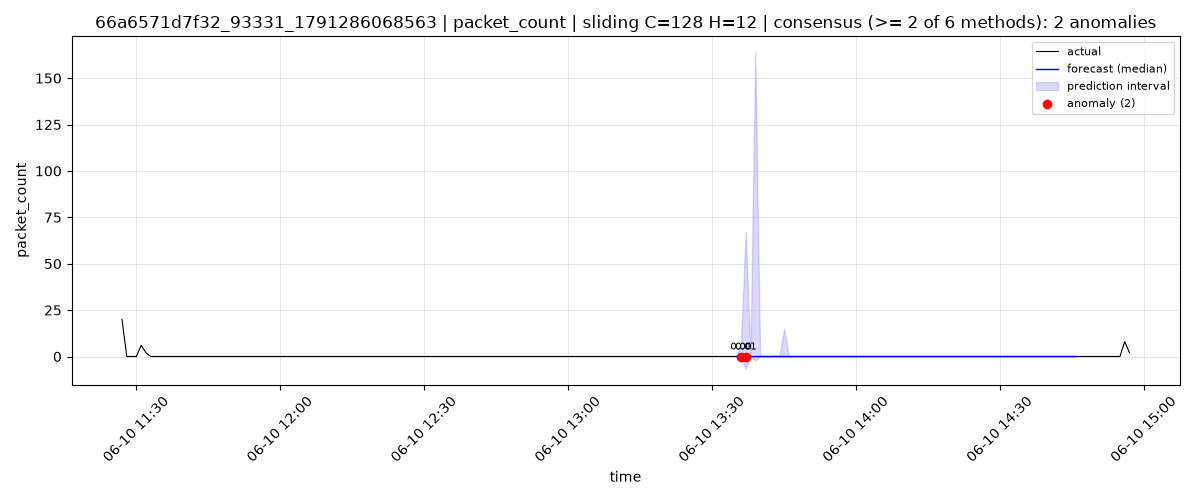 66a6571d7f32_93331_1791286068563 | packet_count | sliding C=128 H=12 | consensus (>= 2 of 6 methods): 2 anomalies
actual
forecast (median)
prediction interval
anomaly (2)
packet_count
150
125
100
75
50
25
0
06-10 11:30
06-10 12:00
06-10 12:30
06-10 13:00
06-10 13:30
06-10 14:00
06-10 14:30
06-10 15:00
time